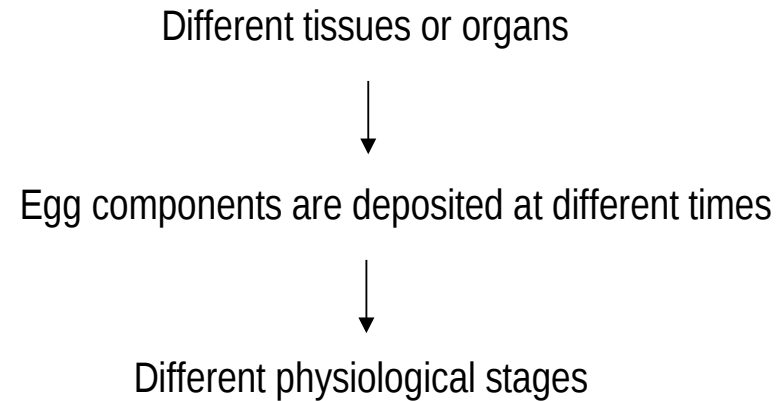 Different tissues or organs
Egg components are deposited at different times
Different physiological stages